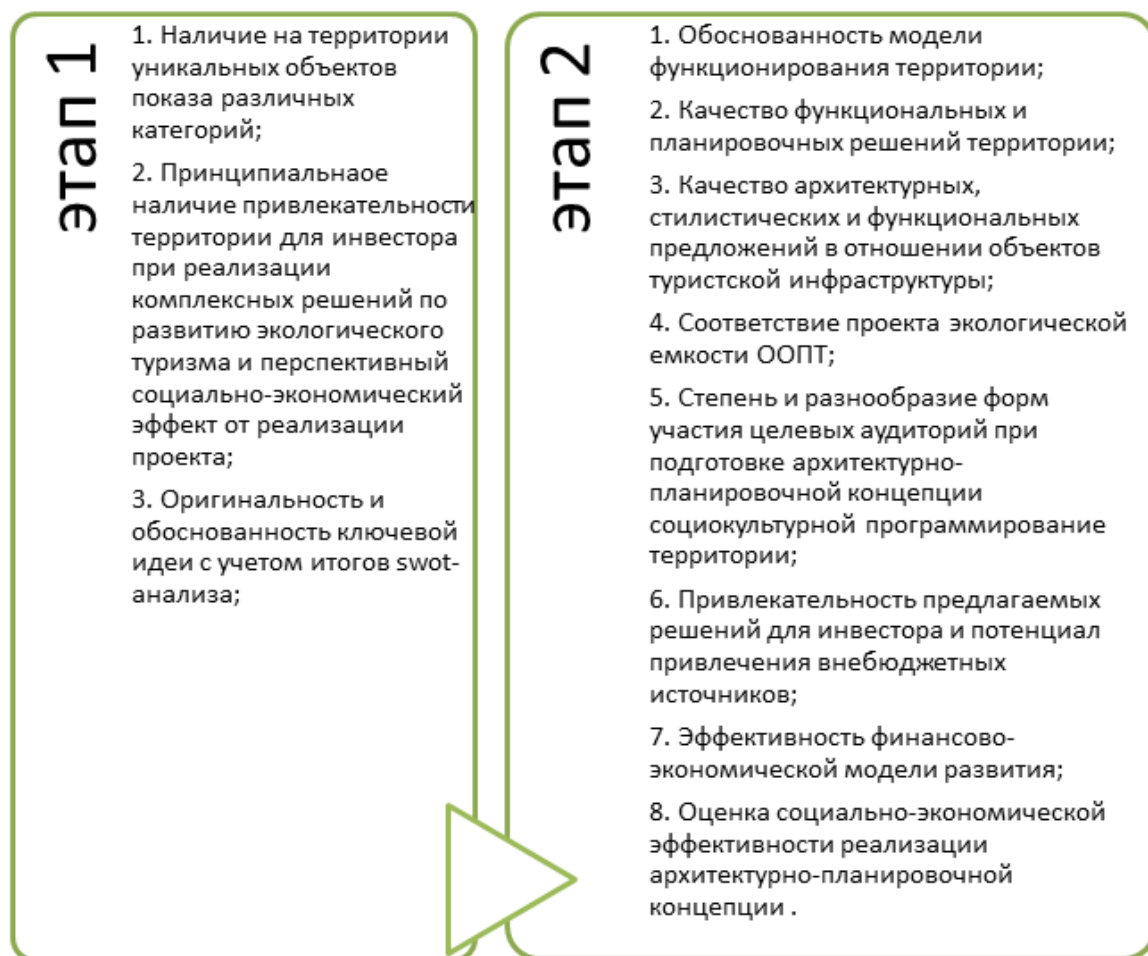 этап 1
1. Наличие на территории
уникальных объектов
показа различных
категорий;
2. Принципиальнаое
наличие привлекательности
территории для инвестора
при реализации
комплексных решений по
развитию экологического
туризма и перспективный
социально-экономический
эффект от реализации
проекта;
3. Оригинальность и
обоснованность ключевой
идеи с учетом итогов swot-
анализа;
этап 2
1. Обоснованность модели
функционирования территории;
2. Качество функциональных и
планировочных решений территории;
3. Качество архитектурных,
стилистических и функциональных
предложений в отношении объектов
туристской инфраструктуры;
4. Соответствие проекта экологической
емкости ООПТ;
5. Степень и разнообразие форм
участия целевых аудиторий при
подготовке архитектурно-
планировочной концепции
социокультурной программирование
территории;
6. Привлекательность предлагаемых
решений для инвестора и потенциал
привлечения внебюджетных
источников;
7. Эффективность финансово-
экономической модели развития;
8. Оценка социально-экономической
эффективности реализации
архитектурно-планировочной
концепции .